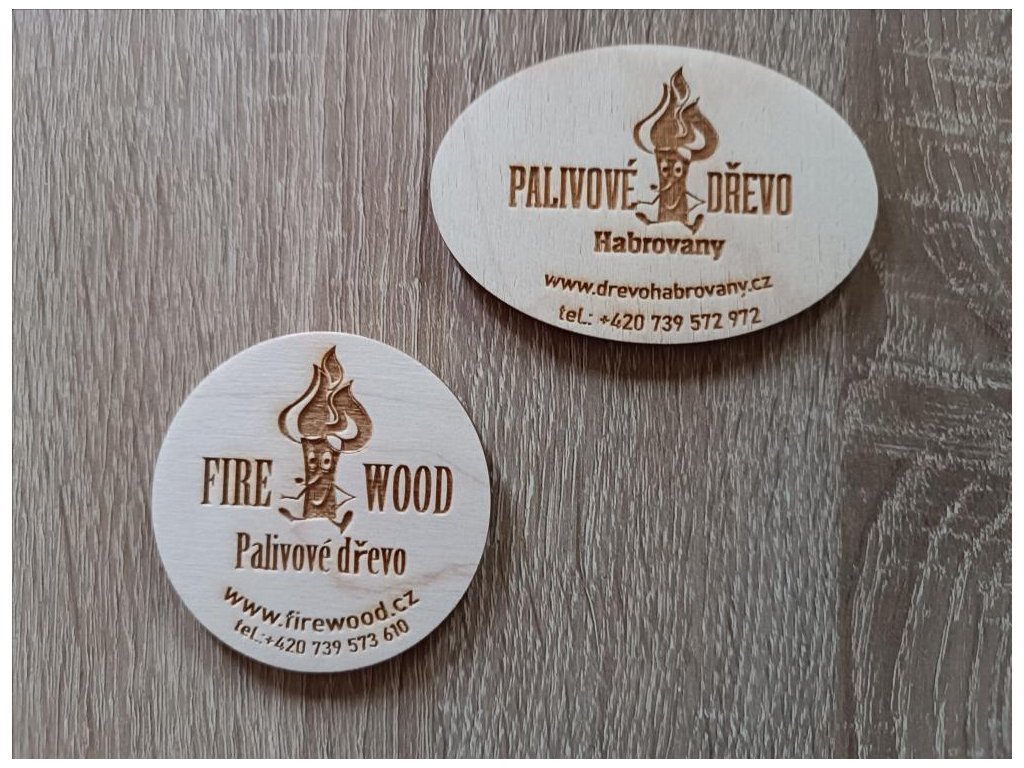 PALIVOVÉ DŘEVO
Habrovany
www.drevohabrovany.cz
tel.: +420 739 572 972
FIRE WOOD
Palivové dřevo
www.firewood.cz
tel.:+420 739 573 610